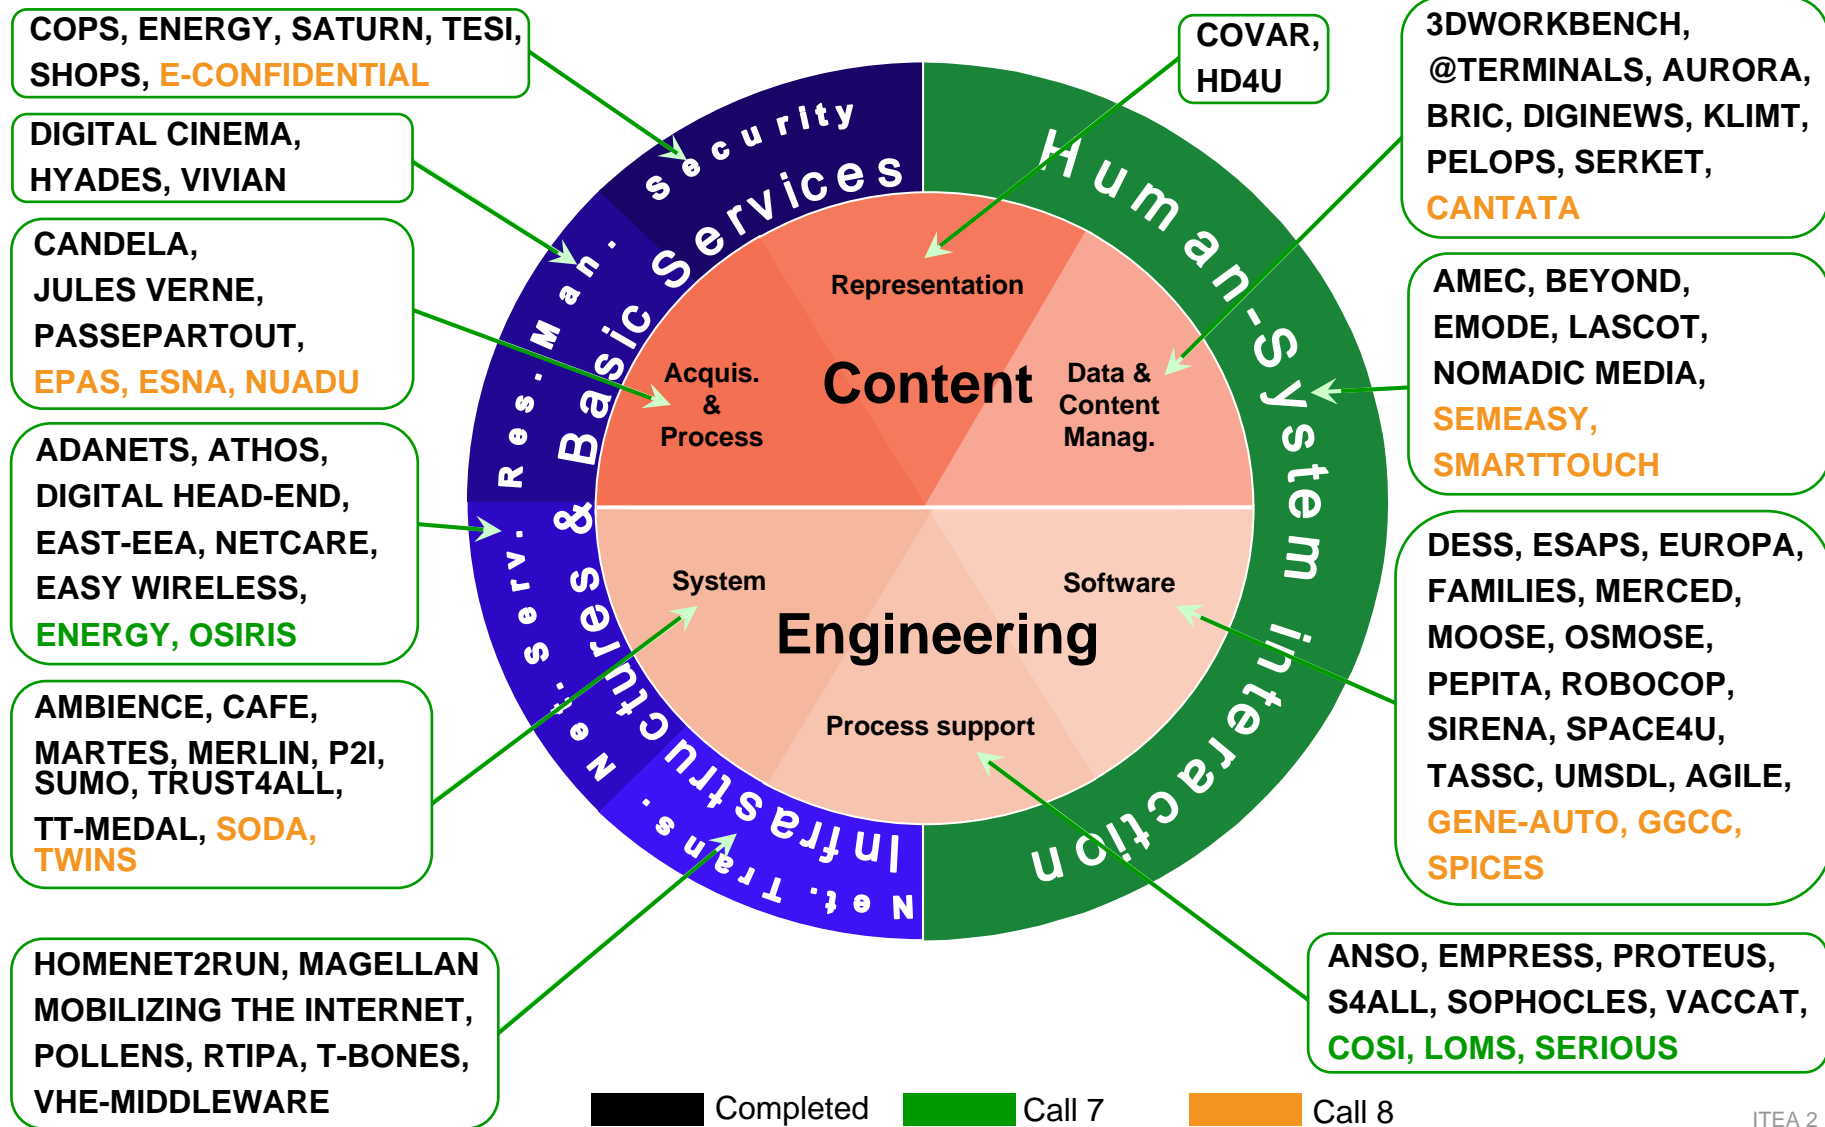 COPS, ENERGY, SATURN, TESI,
SHOPS, E-CONFIDENTIAL
DIGITAL CINEMA,
HYADES, VIVIAN
CANDELA,
JULES VERNE,
PASSEPARTOUT,
EPAS, ESNA, NUADU
ADANETS, ATHOS,
DIGITAL HEAD-END,
EAST-EEA, NETCARE,
EASY WIRELESS,
ENERGY, OSIRIS
AMBIENCE, CAFE,
MARTES, MERLIN, P2I,
SUMO, TRUST4ALL,
TT-MEDAL, SODA,
TWINS
HOMENET2RUN, MAGELLAN
MOBILIZING THE INTERNET,
POLLENS, RTIPA, T-BONES,
VHE-MIDDLEWARE
security
Res. Man.
Net. Serv.
Net. Trans.
Infrastructures & Basic Services
Human-System interaction
Representation
Content
Acquis.
&
Process
Data &
Content
Manag.
System
Software
Engineering
Process support
COVAR,
HD4U
3DWORKBENCH,
@TERMINALS, AURORA,
BRIC, DIGINEWS, KLIMT,
PELOPS, SERKET,
CANTATA
AMEC, BEYOND,
EMODE, LASCOT,
NOMADIC MEDIA,
SEMEASY,
SMARTTOUCH
DESS, ESAPS, EUROPA,
FAMILIES, MERCED,
MOOSE, OSMOSE,
PEPITA, ROBOCOP,
SIRENA, SPACE4U,
TASSC, UMSDL, AGILE,
GENE-AUTO, GGCC,
SPICES
ANSO, EMPRESS, PROTEUS,
S4ALL, SOPHOCLES, VACCAT,
COSI, LOMS, SERIOUS
Completed
Call 7
Call 8
ITEA 2